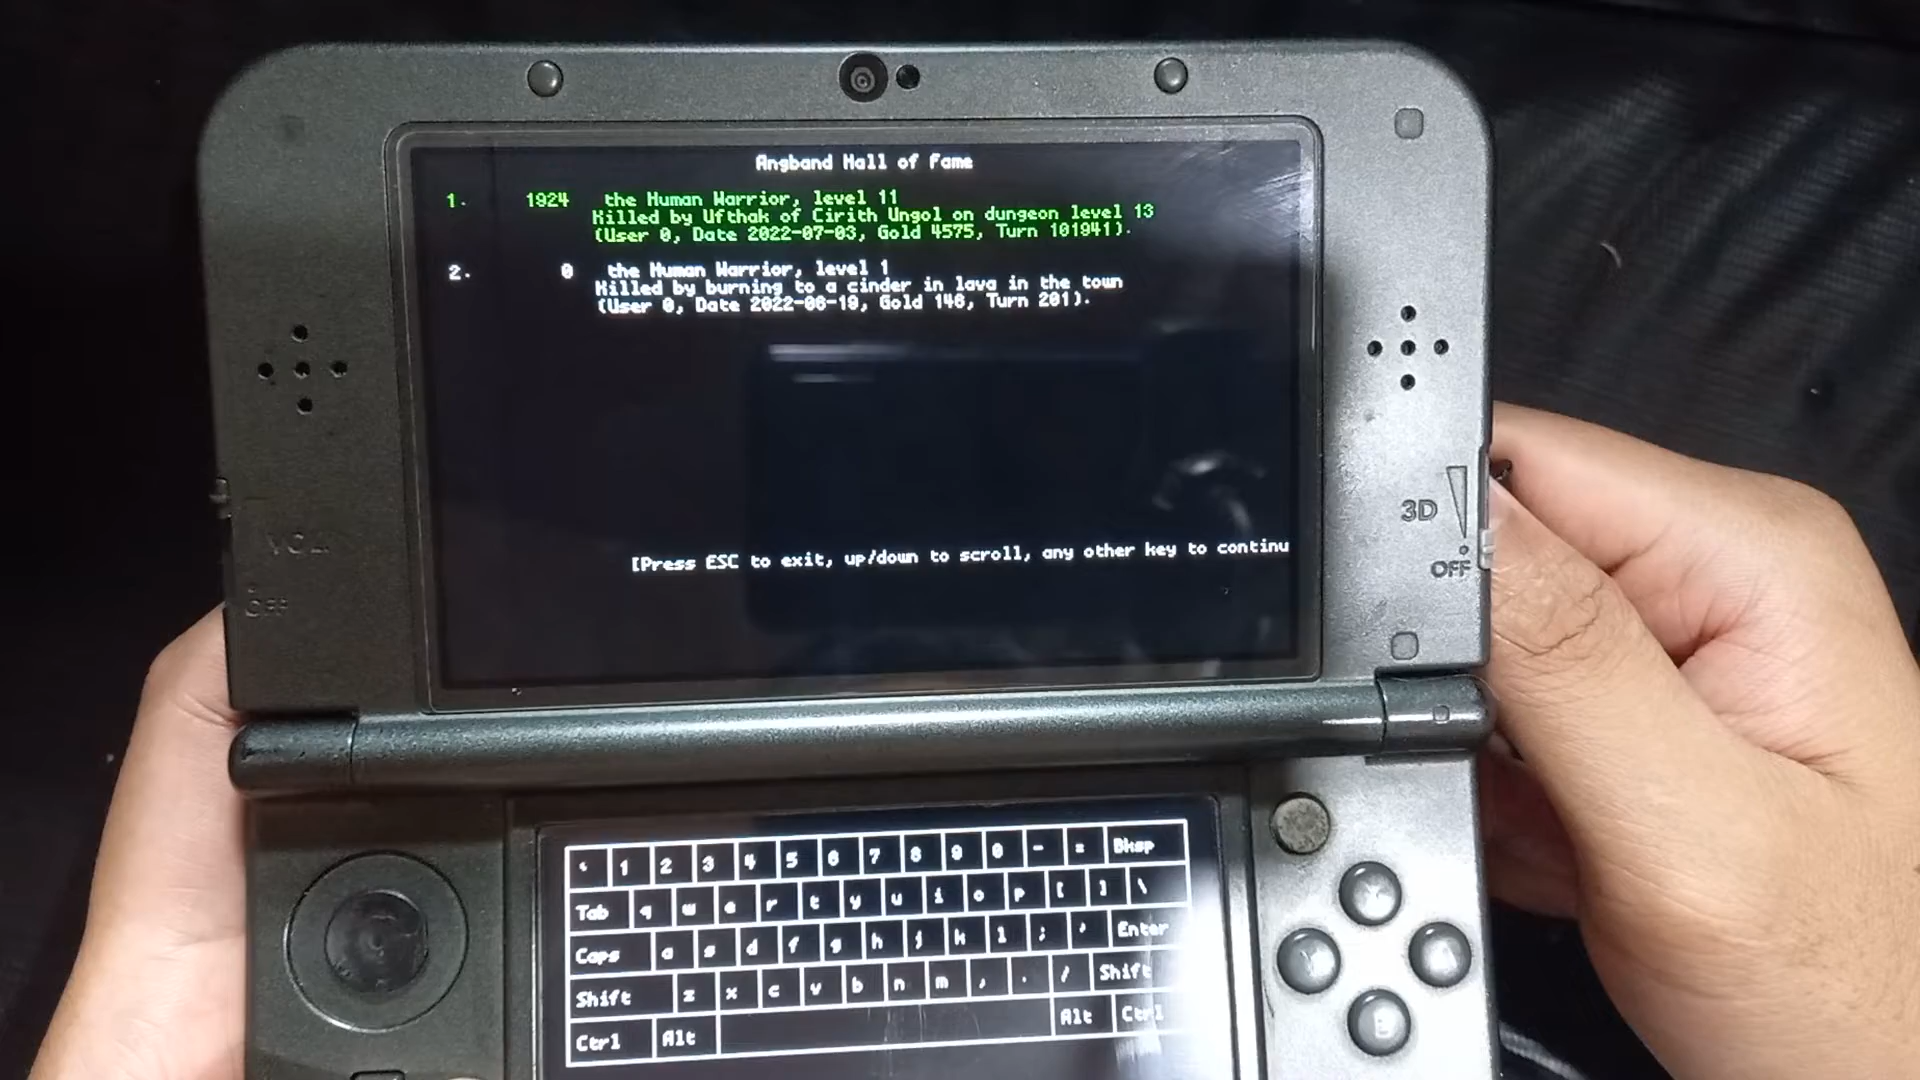 Angband Hall of Fame
1. 1924 the Human Warrior, level 11
Killed by Ufthak of Cirith Ungol on dungeon level 13
(User 0, Date 2022-07-03, Gold 4575, Turn 101941).
2. 0 the Human Warrior, level 1
Killed by burning to a cinder in lava in the town
(User 0, Date 2022-06-19, Gold 146, Turn 201).
[Press ESC to exit, up/down to scroll, any other key to continu
3D
OFF
VOL
OFF
` 1 2 3 4 5 6 7 8 9 0 - = Bksp
Tab q w e r t y u i o p [ ] \
Caps a s d f g h j k l ; ' Enter
Shift z x c v b n m , . / Shift
Ctrl Alt Alt Ctrl
X
Y A
B